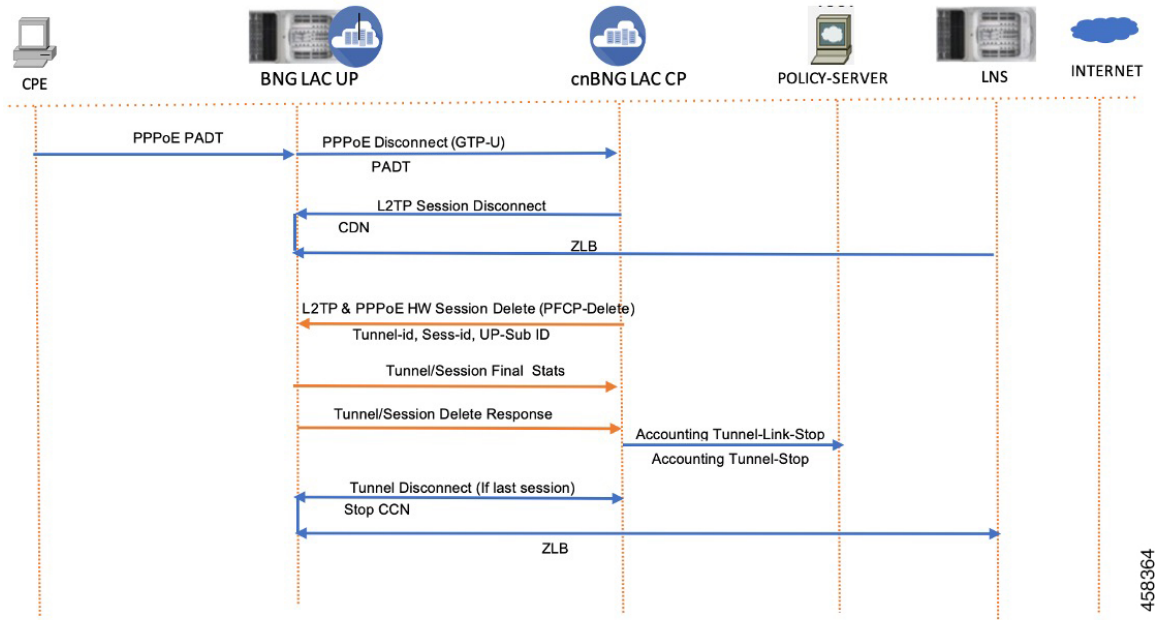 CPE
BNG LAC UP
cnBNG LAC CP
POLICY-SERVER
LNS
INTERNET
PPPoE PADT
PPPoE Disconnect (GTP-U)
PADT
L2TP Session Disconnect
CDN
ZLB
L2TP & PPPoE HW Session Delete (PFCP-Delete)
Tunnel-id, Sess-id, UP-Sub ID
Tunnel/Session Final Stats
Tunnel/Session Delete Response
Accounting Tunnel-Link-Stop
Accounting Tunnel-Stop
Tunnel Disconnect (If last session)
Stop CCN
ZLB
458364